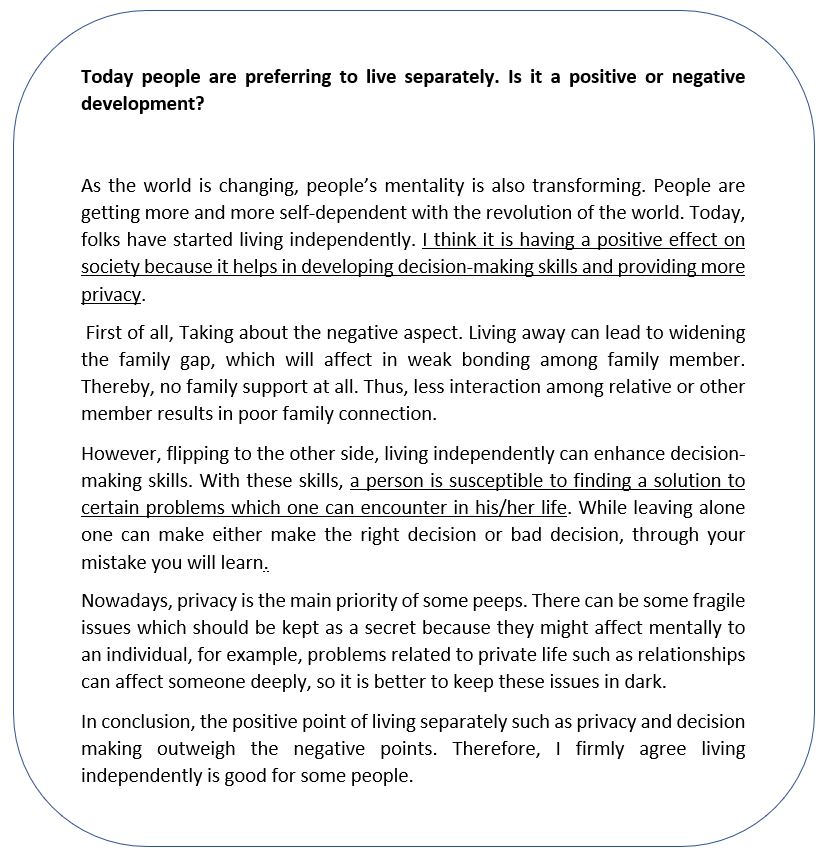 Today people are preferring to live separately. Is it a positive or negative
development?
As the world is changing, people’s mentality is also transforming. People are
getting more and more self-dependent with the revolution of the world. Today,
folks have started living independently. I think it is having a positive effect on
society because it helps in developing decision-making skills and providing more
privacy.
First of all, Taking about the negative aspect. Living away can lead to widening
the family gap, which will affect in weak bonding among family member.
Thereby, no family support at all. Thus, less interaction among relative or other
member results in poor family connection.
However, flipping to the other side, living independently can enhance decision-
making skills. With these skills, a person is susceptible to finding a solution to
certain problems which one can encounter in his/her life. While leaving alone
one can make either make the right decision or bad decision, through your
mistake you will learn.
Nowadays, privacy is the main priority of some peeps. There can be some fragile
issues which should be kept as a secret because they might affect mentally to
an individual, for example, problems related to private life such as relationships
can affect someone deeply, so it is better to keep these issues in dark.
In conclusion, the positive point of living separately such as privacy and decision
making outweigh the negative points. Therefore, I firmly agree living
independently is good for some people.